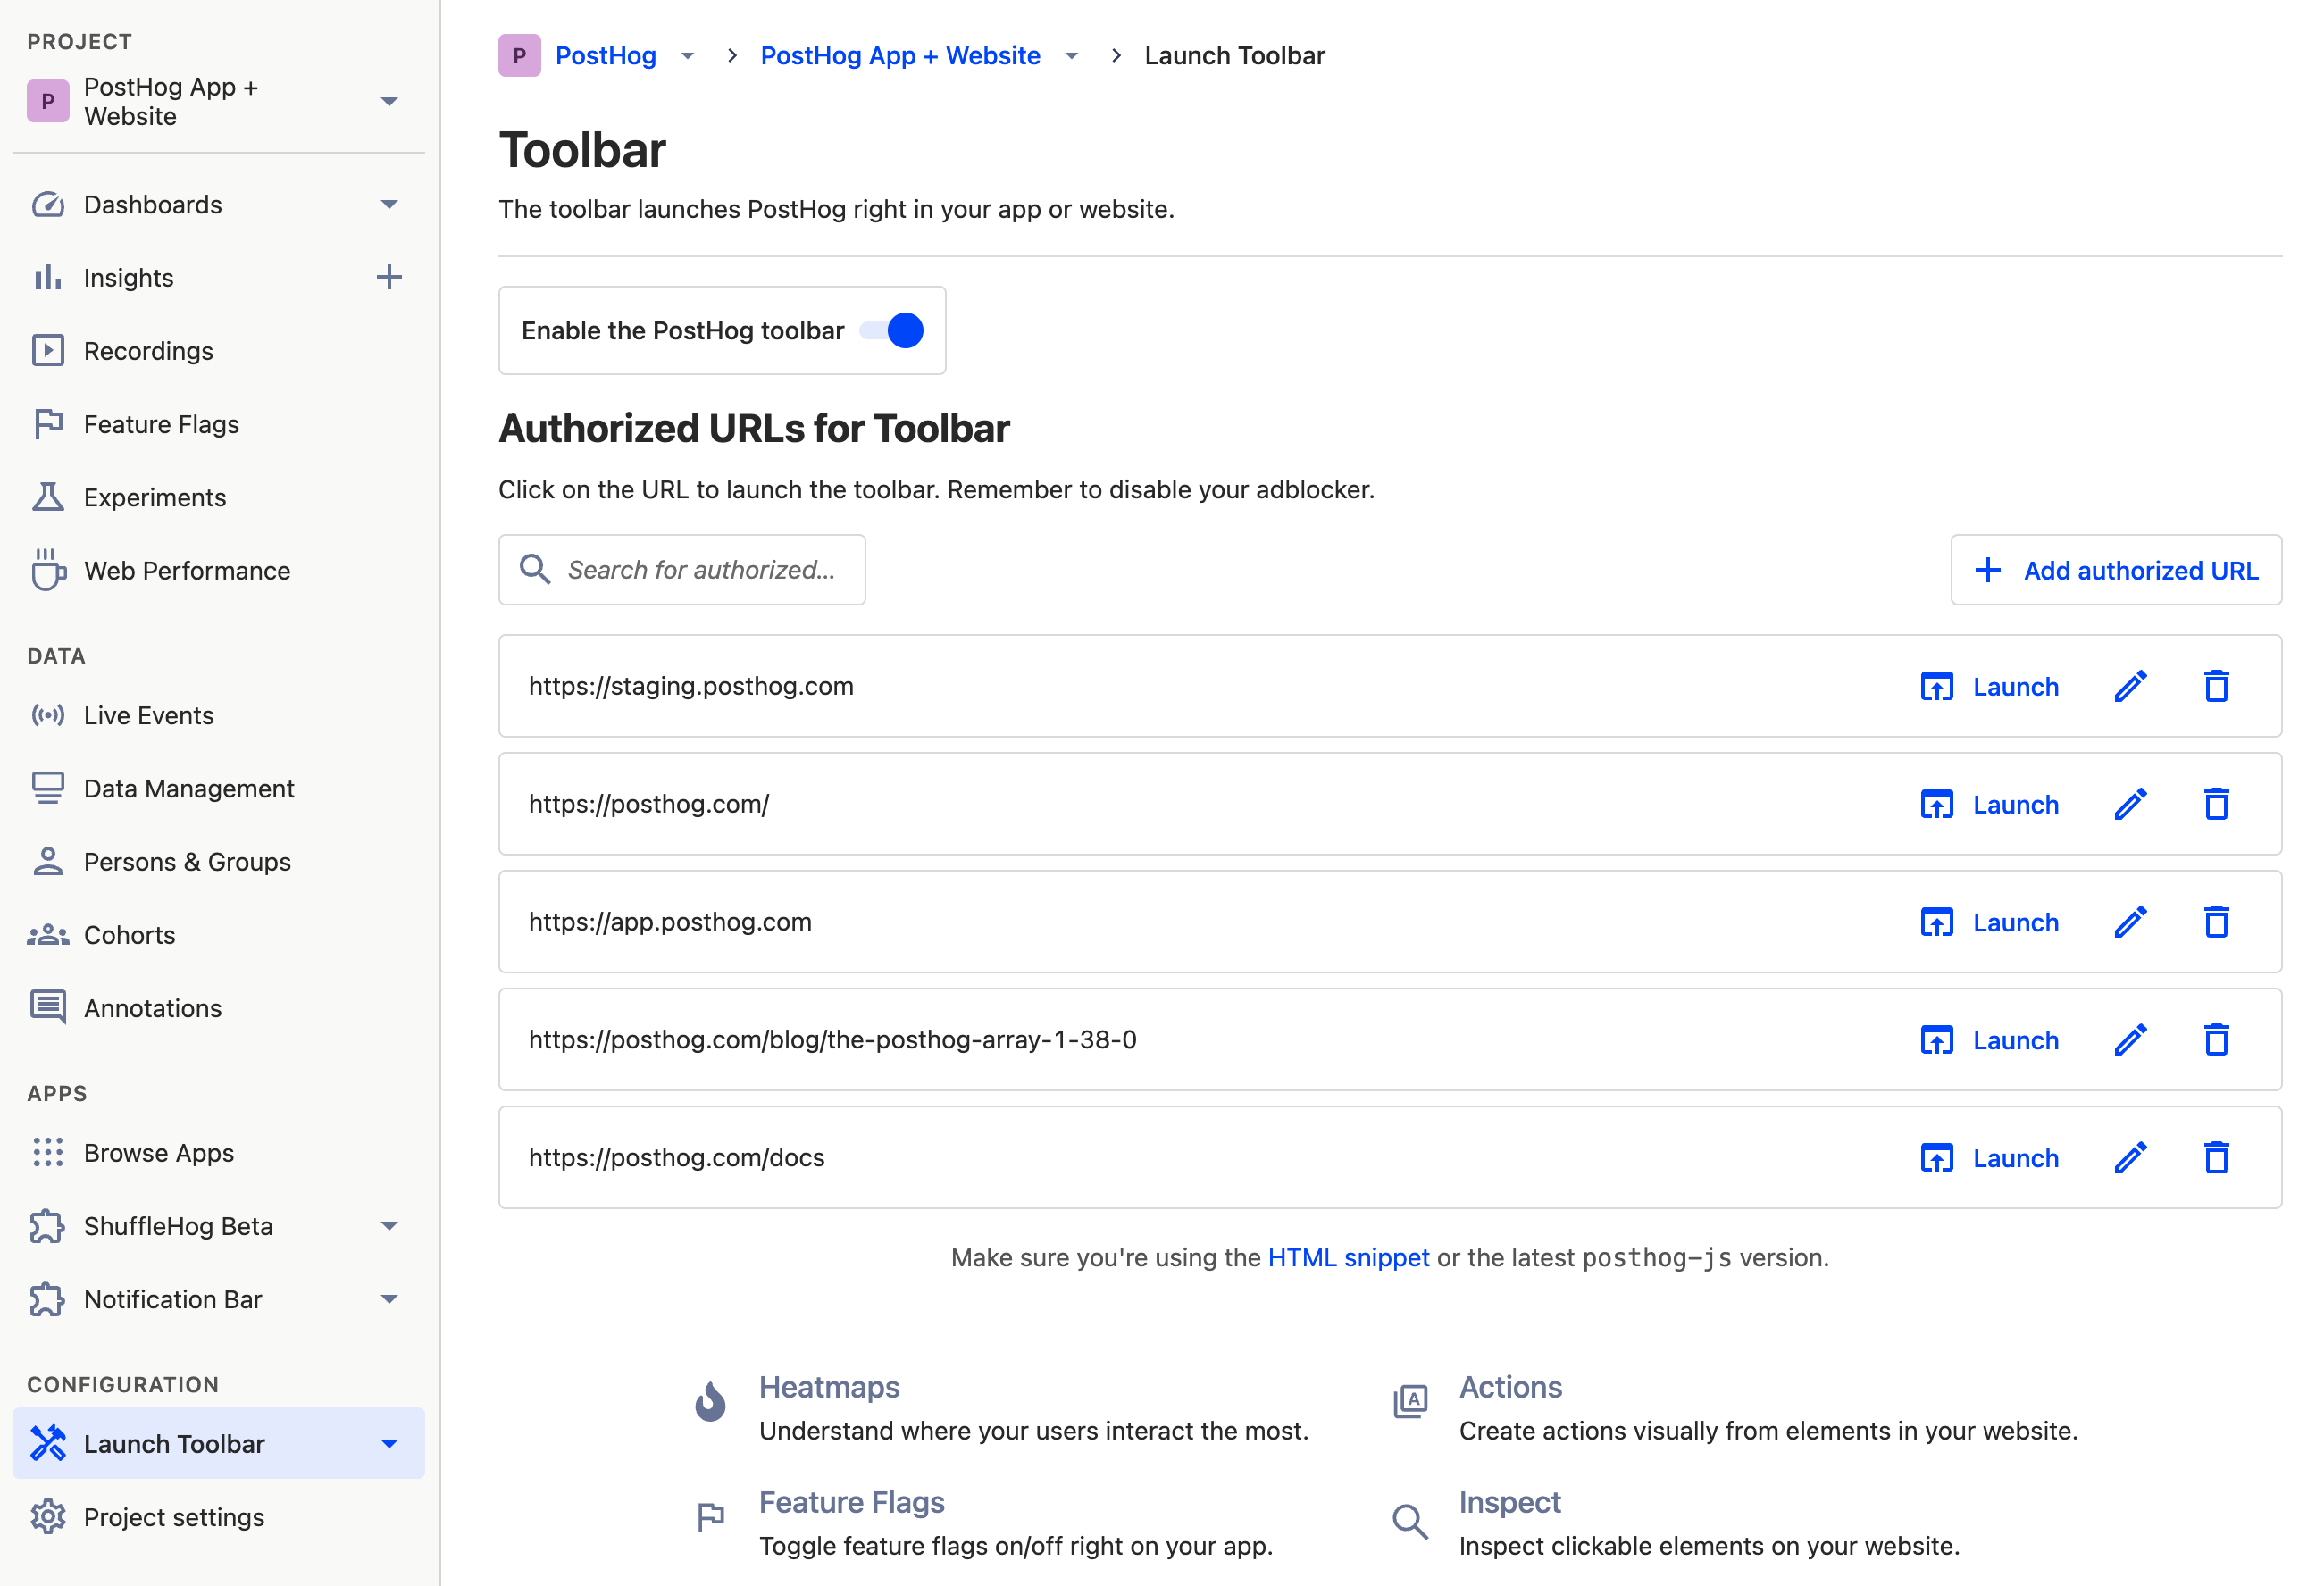 PROJECT
P
PostHog App +
Website
Dashboards
Insights
Recordings
Feature Flags
Experiments
Web Performance
DATA
Live Events
Data Management
Persons & Groups
Cohorts
Annotations
APPS
Browse Apps
ShuffleHog Beta
Notification Bar
CONFIGURATION
Launch Toolbar
Project settings
P PostHog > PostHog App + Website > Launch Toolbar
Toolbar
The toolbar launches PostHog right in your app or website.
Enable the PostHog toolbar
Authorized URLs for Toolbar
Click on the URL to launch the toolbar. Remember to disable your adblocker.
Search for authorized...
+ Add authorized URL
https://staging.posthog.com Launch
https://posthog.com/ Launch
https://app.posthog.com Launch
https://posthog.com/blog/the-posthog-array-1-38-0 Launch
https://posthog.com/docs Launch
Make sure you're using the HTML snippet or the latest posthog-js version.
Heatmaps
Understand where your users interact the most.
A
Actions
Create actions visually from elements in your website.
Feature Flags
Toggle feature flags on/off right on your app.
Inspect
Inspect clickable elements on your website.